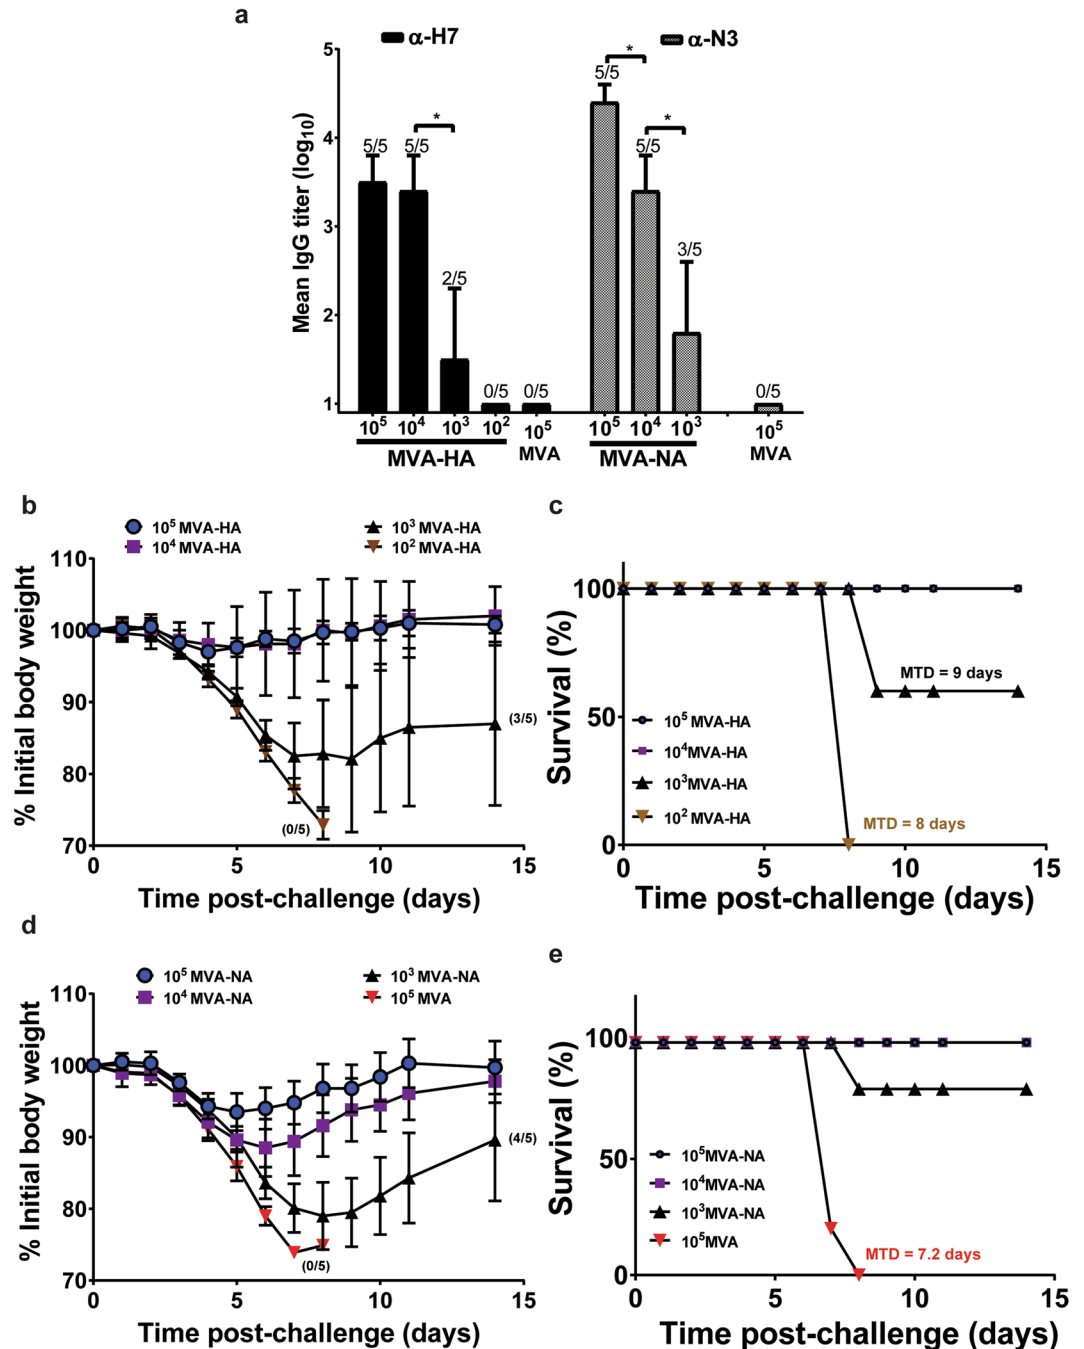 a
α-H7
α-N3
Mean IgG titer (log10)
5
4
3
2
1
5/5
5/5
*
2/5
0/5
0/5
5/5
*
5/5
*
3/5
0/5
10^5
10^4
10^3
10^2
10^5
10^5
10^4
10^3
10^5
MVA-HA
MVA
MVA-NA
MVA
b
10^5 MVA-HA
10^3 MVA-HA
10^4 MVA-HA
10^2 MVA-HA
% Initial body weight
110
100
90
80
70
(3/5)
(0/5)
0
5
10
15
Time post-challenge (days)
c
Survival (%)
100
50
0
MTD = 9 days
10^5 MVA-HA
10^4MVA-HA
10^3MVA-HA
10^2 MVA-HA
MTD = 8 days
0
5
10
15
Time post-challenge (days)
d
10^5 MVA-NA
10^3 MVA-NA
10^4 MVA-NA
10^5 MVA
% Initial body weight
110
100
90
80
70
(4/5)
(0/5)
0
5
10
15
Time post-challenge (days)
e
Survival (%)
100
50
0
10^5MVA-NA
10^4MVA-NA
10^3MVA-NA
10^5MVA
MTD = 7.2 days
0
5
10
15
Time post-challenge (days)